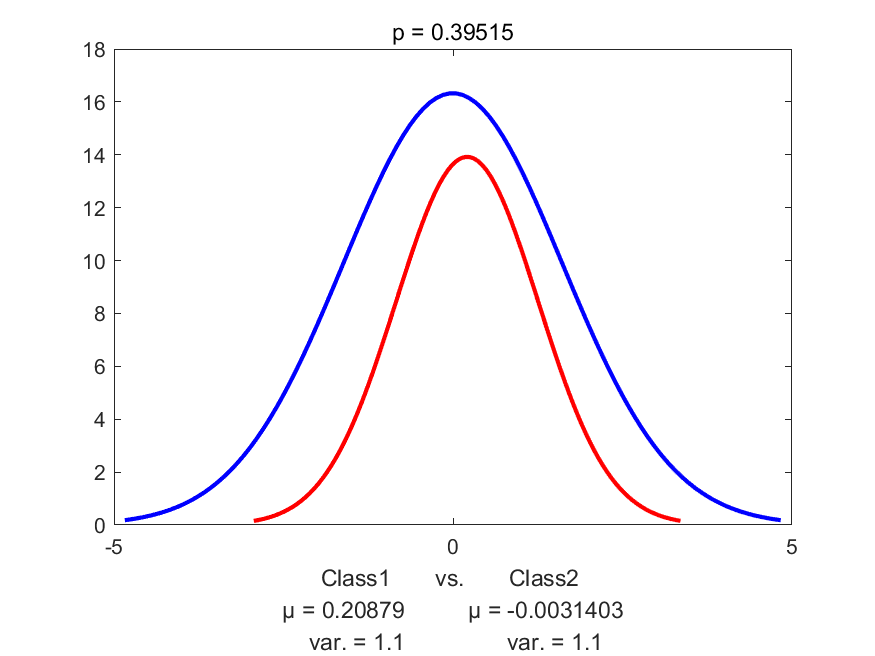 p = 0.39515
18
16
14
12
10
8
6
4
2
0
-5 0 5
Class1 vs. Class2
μ = 0.20879 μ = -0.0031403
var. = 1.1 var. = 1.1